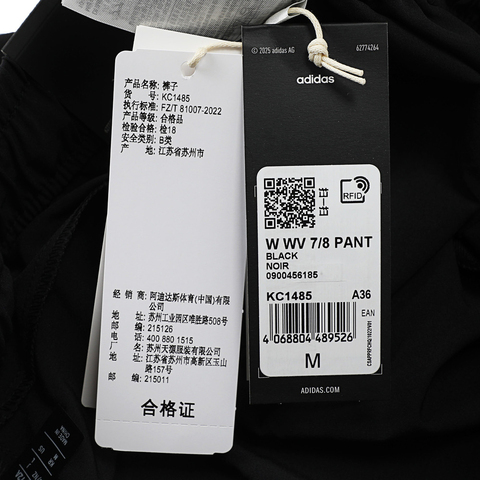 产品名称: 裤子
货 号: KC1485
执行标准: FZ/T 81007-2022
产品等级: 合格品
检验合格: 检18
安全类别: B类
产 地: 江苏省苏州市
经 销 商: 阿迪达斯体育(中国)有限
公司
地 址: 苏州工业园区唯胜路508号
邮 编: 215126
电 话: 400 880 1515
厂 名: 苏州天源服装有限公司
地 址: 江苏省苏州市高新区玉山
路157号
邮 编: 215011
合格证
© 2025 adidas AG
62774264
adidas
RFID
W WV 7/8 PANT
BLACK
NOIR
0900456185
KC1485 A36
EAN
4 068804 489526
M
ADIDAS.COM